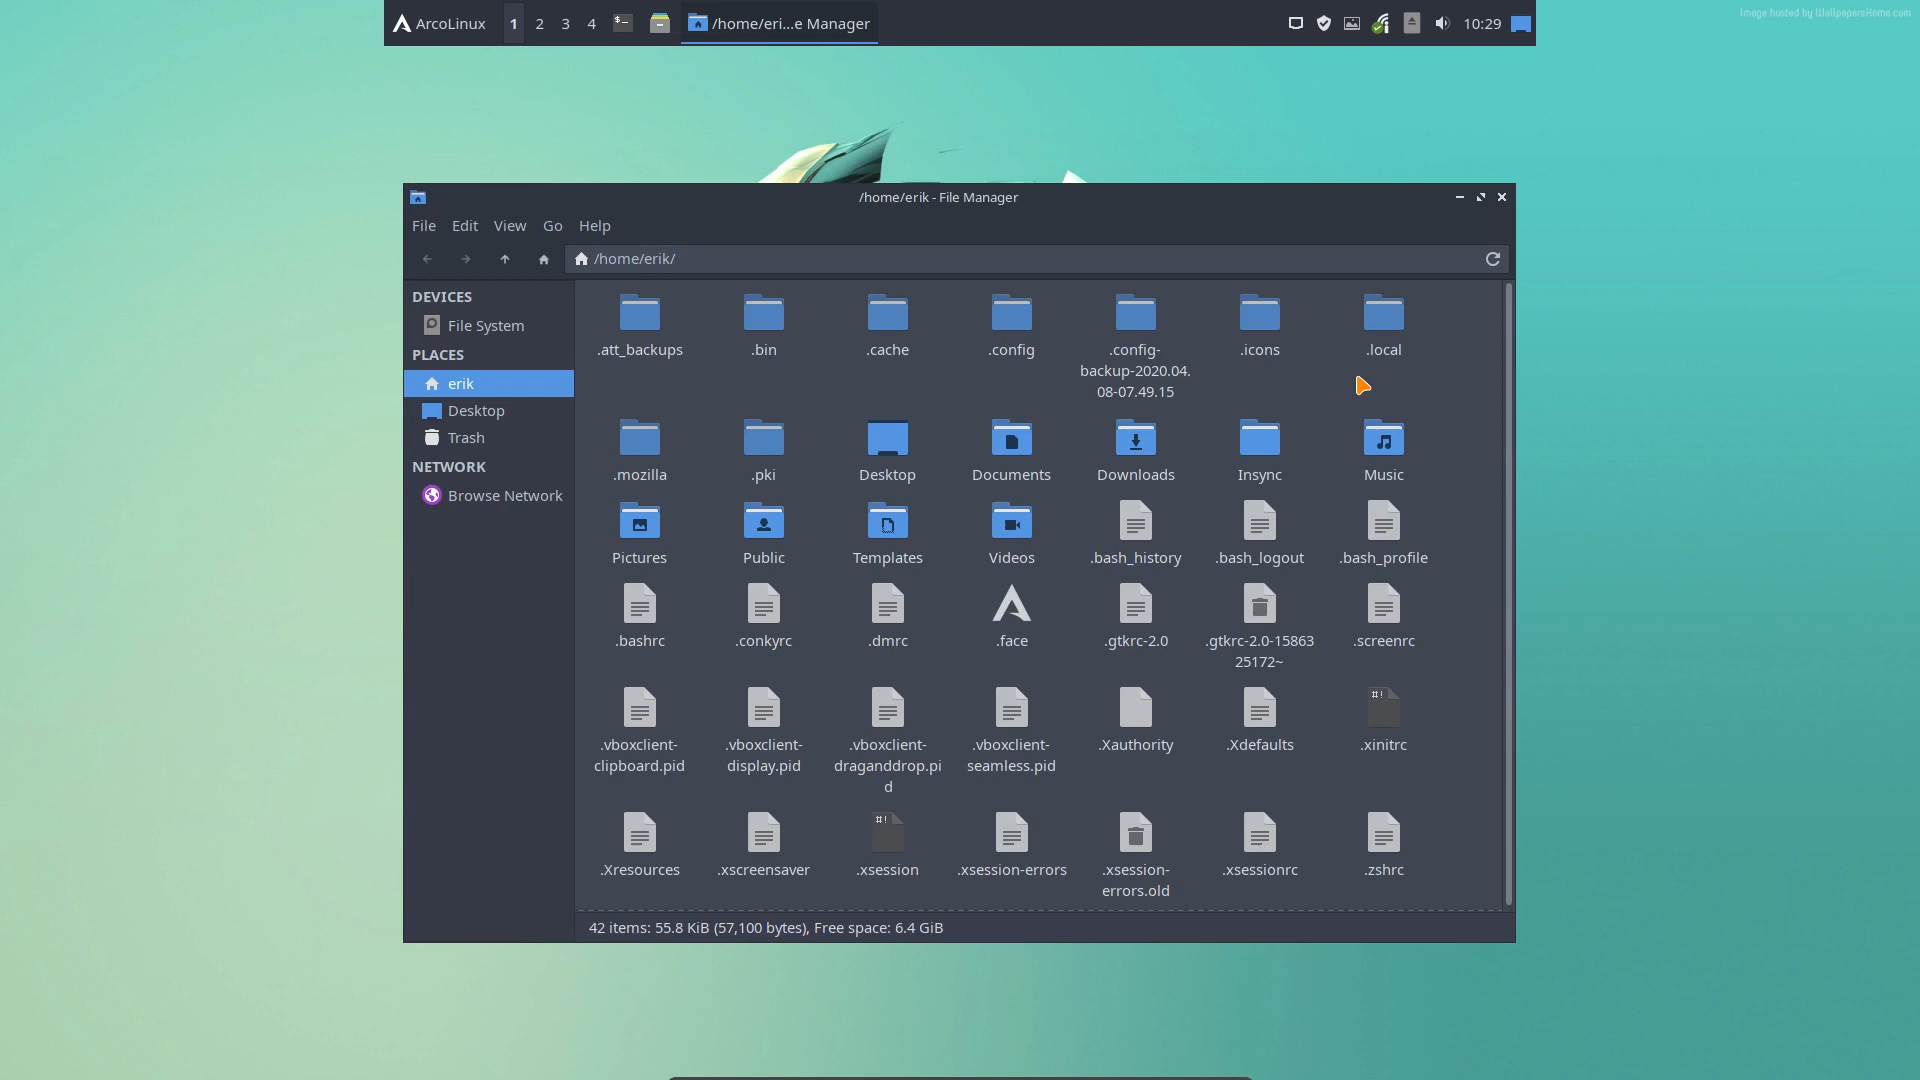 ArcoLinux 1 2 3 4 /home/eri...e Manager 10:29
Image hosted by WallpapersHome.com
/home/erik - File Manager
File Edit View Go Help
/home/erik/
DEVICES
File System
PLACES
erik
Desktop
Trash
NETWORK
Browse Network
.att_backups .bin .cache .config .config-
backup-2020.04.
08-07.49.15 .icons .local
.mozilla .pki Desktop Documents Downloads Insync Music
Pictures Public Templates Videos .bash_history .bash_logout .bash_profile
.bashrc .conkyrc .dmrc .face .gtkrc-2.0 .gtkrc-2.0-15863
25172~ .screenrc
.vboxclient-
clipboard.pid .vboxclient-
display.pid .vboxclient-
draganddrop.pi
d .vboxclient-
seamless.pid .Xauthority .Xdefaults #! .xinitrc
.Xresources .xscreensaver #! .xsession .xsession-errors .xsession-
errors.old .xsessionrc .zshrc
42 items: 55.8 KiB (57,100 bytes), Free space: 6.4 GiB